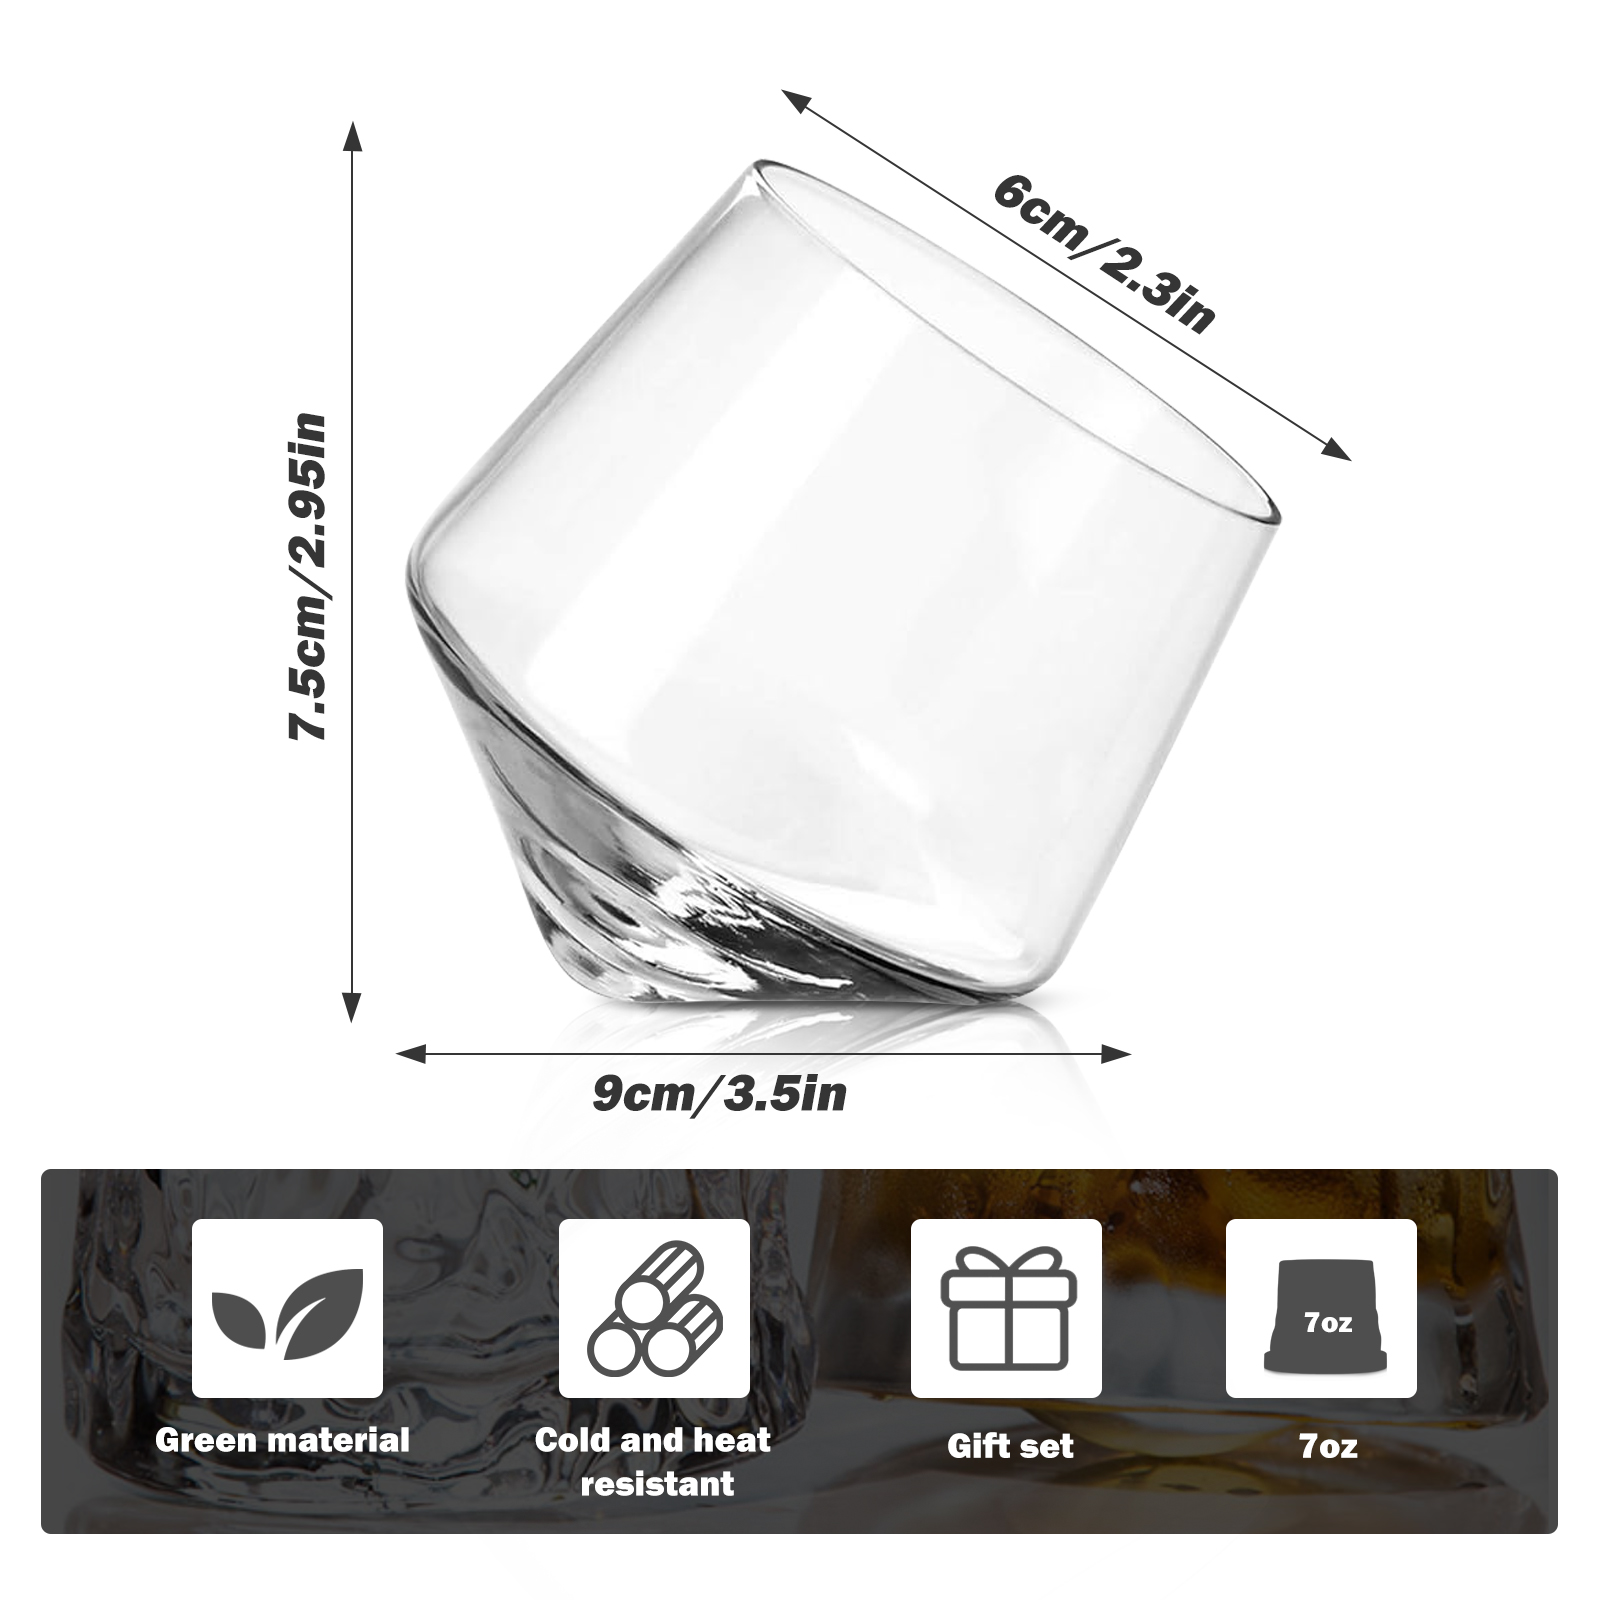 6cm/2.3in
7.5cm/2.95in
9cm/3.5in
7oz
Green material
Cold and heat
resistant
Gift set
7oz